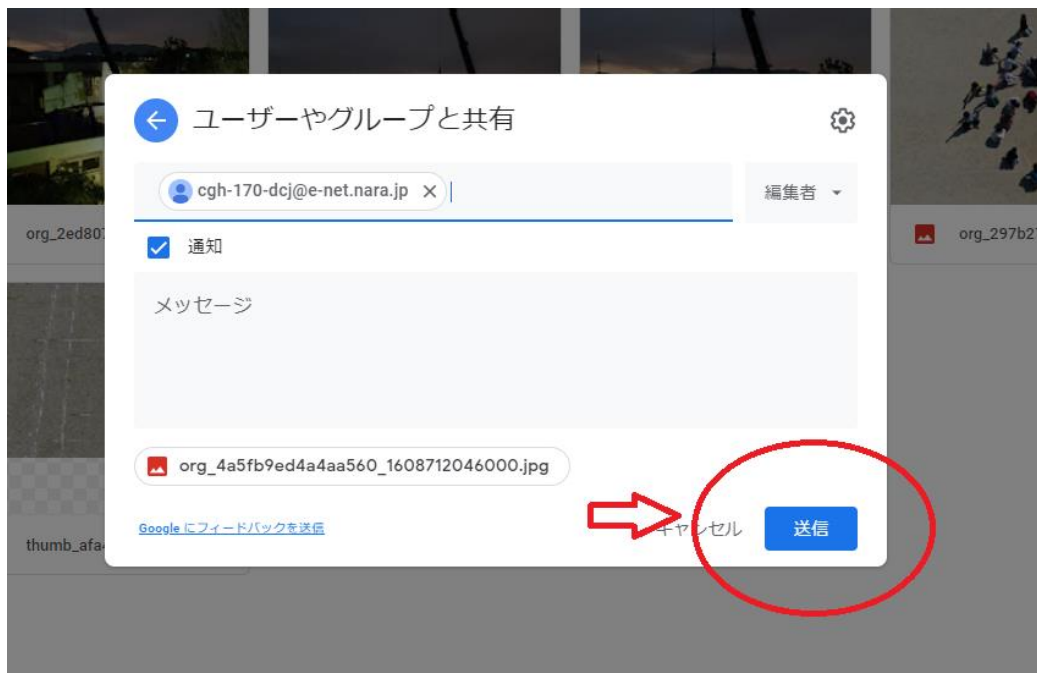 ユーザーやグループと共有
cgh-170-dcj@e-net.nara.jp
編集者
org_2ed807
通知
org_297b2
メッセージ
org_4a5fb9ed4a4aa560_1608712046000.jpg
Google にフィードバックを送信
キャンセル
送信
thumb_afa